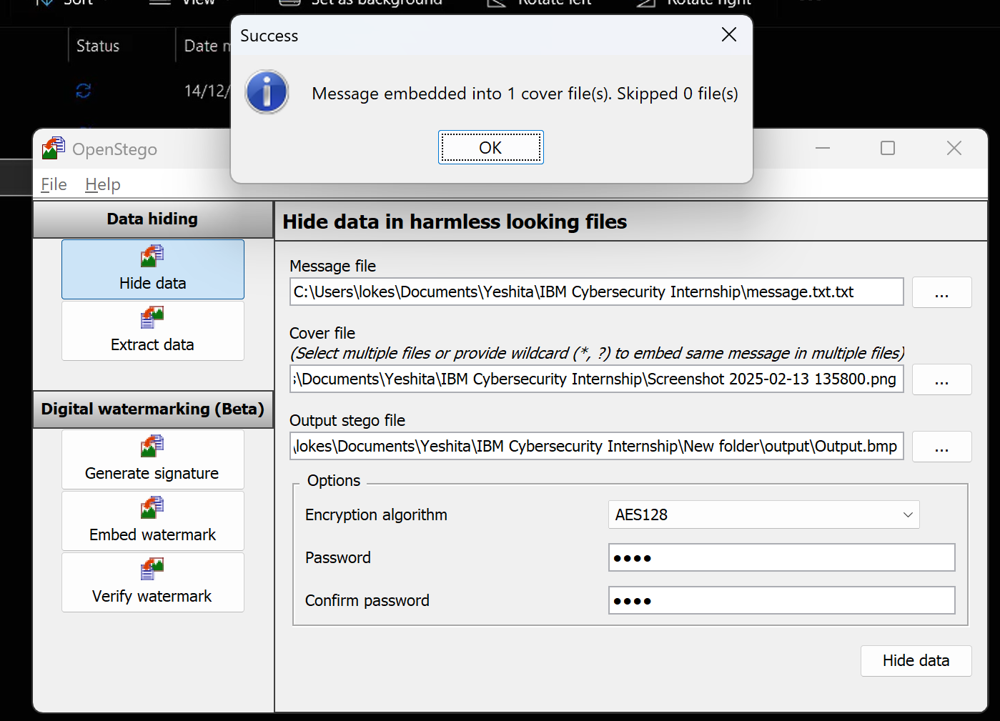 Sort
View
Set as background
Rotate left
Rotate right
Status
Date m
14/12/
Success
Message embedded into 1 cover file(s). Skipped 0 file(s)
OK
OpenStego
File
Help
Data hiding
Hide data
Extract data
Digital watermarking (Beta)
Generate signature
Embed watermark
Verify watermark
Hide data in harmless looking files
Message file
C:\Users\lokes\Documents\Yeshita\IBM Cybersecurity Internship\message.txt.txt
...
Cover file
(Select multiple files or provide wildcard (*, ?) to embed same message in multiple files)
s\Documents\Yeshita\IBM Cybersecurity Internship\Screenshot 2025-02-13 135800.png
...
Output stego file
\lokes\Documents\Yeshita\IBM Cybersecurity Internship\New folder\output\Output.bmp
...
Options
Encryption algorithm
AES128
Password
●●●●
Confirm password
●●●●
Hide data